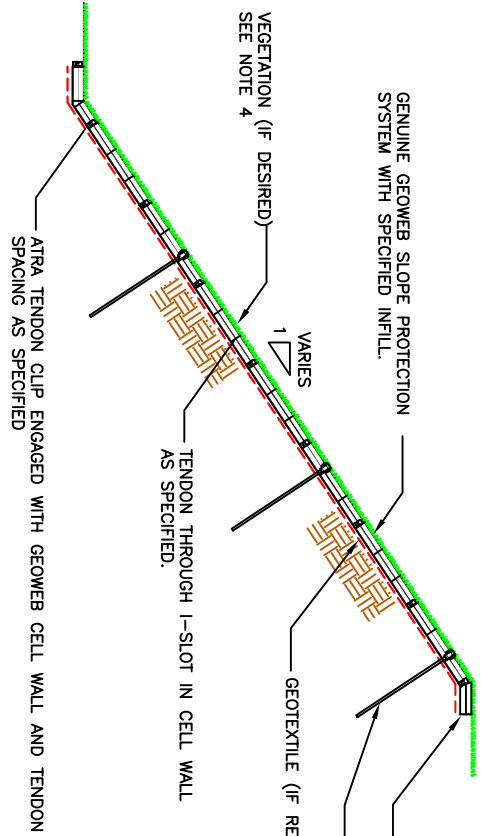 GENUINE GEOWEB SLOPE PROTECTION
SYSTEM WITH SPECIFIED INFILL.
VEGETATION (IF DESIRED)
SEE NOTE 4
VARIES
1
TENDON THROUGH I-SLOT IN CELL WALL
AS SPECIFIED.
GEOTEXTILE (IF RE
ATRA TENDON CLIP ENGAGED WITH GEOWEB CELL WALL AND TENDON
SPACING AS SPECIFIED